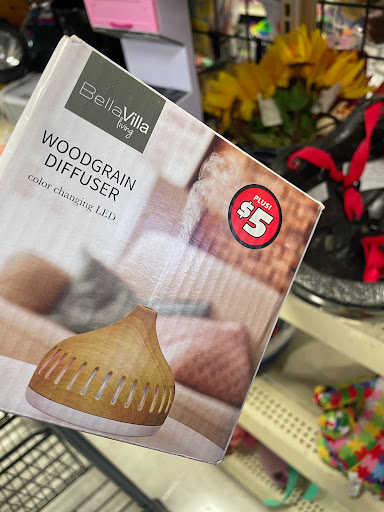 BellaVilla
living
WOODGRAIN
DIFFUSER
color changing LED
PLUS!
$5